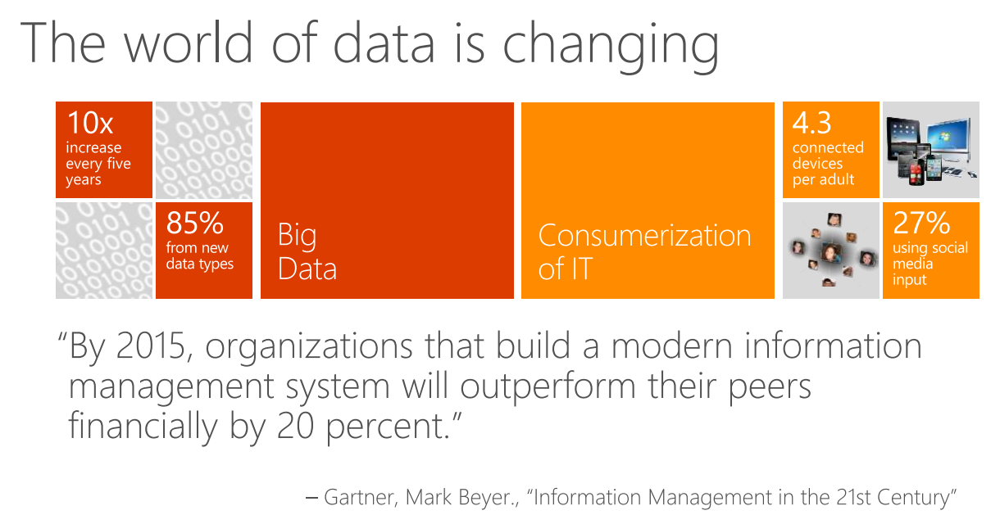 The world of data is changing
10x
increase
every five
years
85%
from new
data types
Big
Data
Consumerization
of IT
4.3
connected
devices
per adult
27%
using social
media
input
“By 2015, organizations that build a modern information
management system will outperform their peers
financially by 20 percent.”
– Gartner, Mark Beyer., “Information Management in the 21st Century”